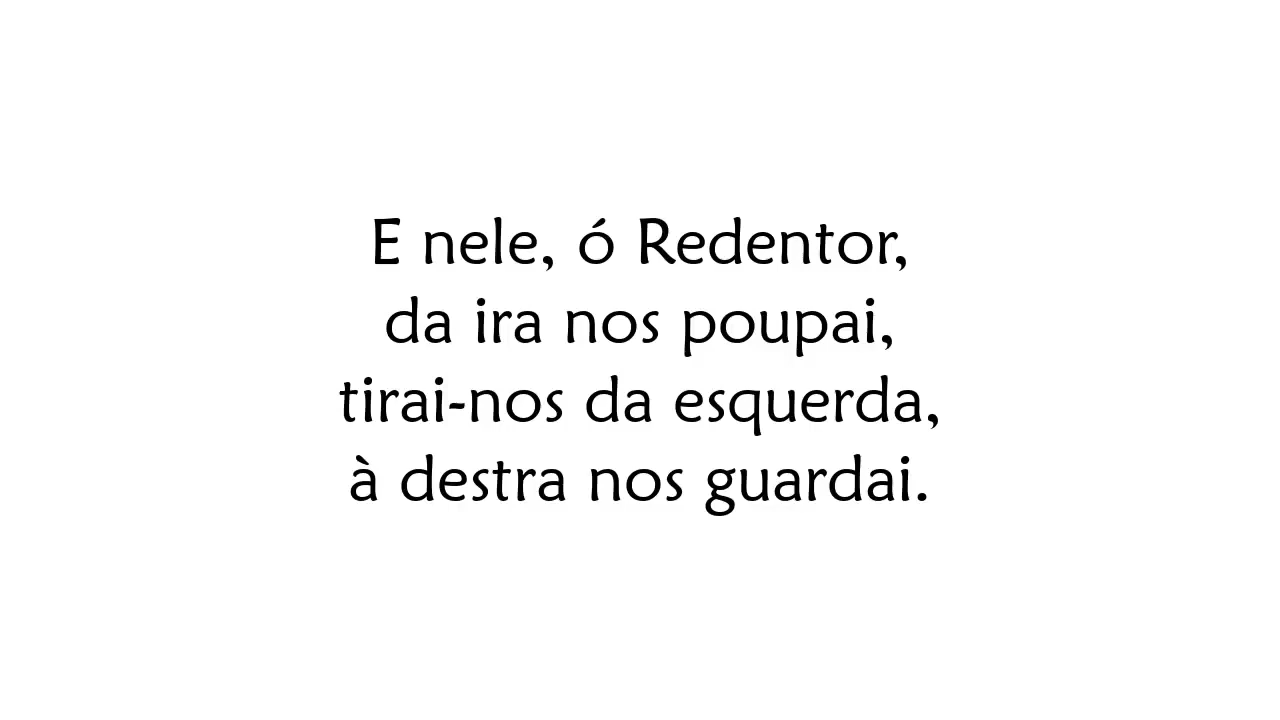 E nele, ó Redentor,
da ira nos poupai,
tirai-nos da esquerda,
à destra nos guardai.